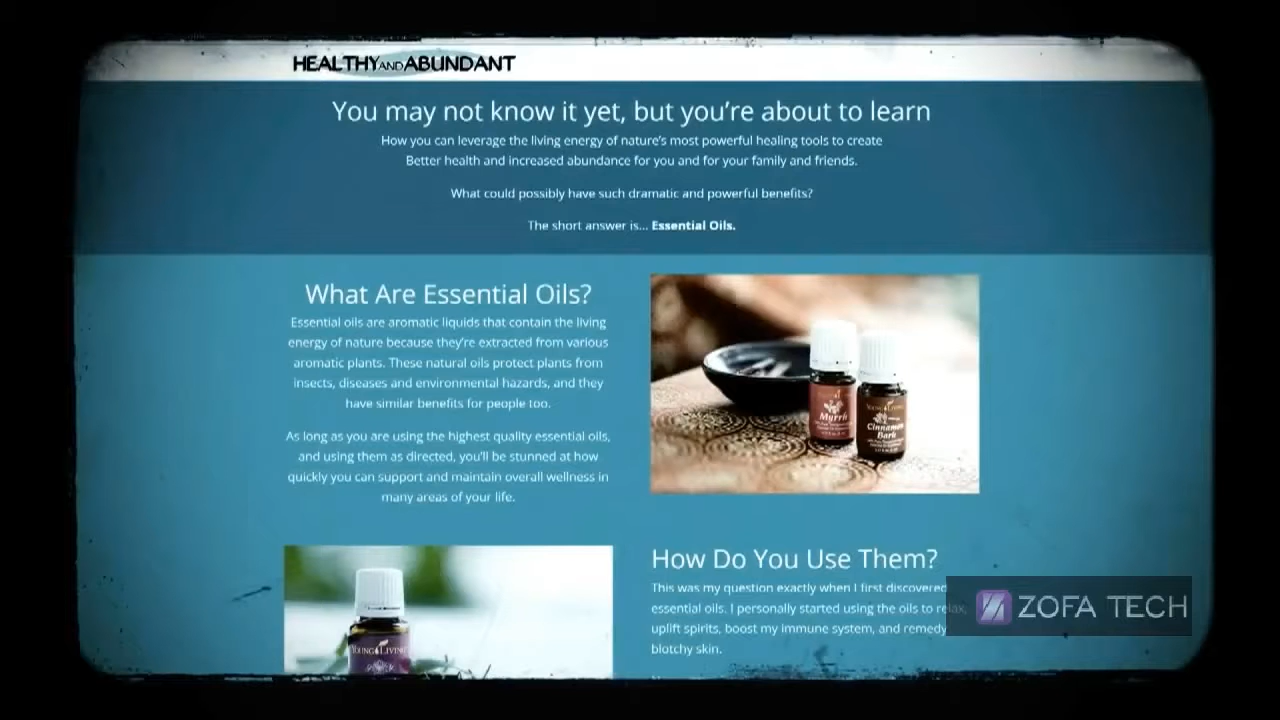 HEALTHY AND ABUNDANT
You may not know it yet, but you're about to learn
How you can leverage the living energy of nature's most powerful healing tools to create
Better health and increased abundance for you and for your family and friends.
What could possibly have such dramatic and powerful benefits?
The short answer is... Essential Oils.
What Are Essential Oils?
Essential oils are aromatic liquids that contain the living
energy of nature because they're extracted from various
aromatic plants. These natural oils protect plants from
insects, diseases and environmental hazards, and they
have similar benefits for people too.
As long as you are using the highest quality essential oils,
and using them as directed, you'll be stunned at how
quickly you can support and maintain overall wellness in
many areas of your life.
Myrrh
YOUNG LIVING
Cinnamon
Bark
YOUNG LIVING
How Do You Use Them?
This was my question exactly when I first discovered
essential oils. I personally started using the oils to relax,
uplift spirits, boost my immune system, and remedy
blotchy skin.
ZOFA TECH